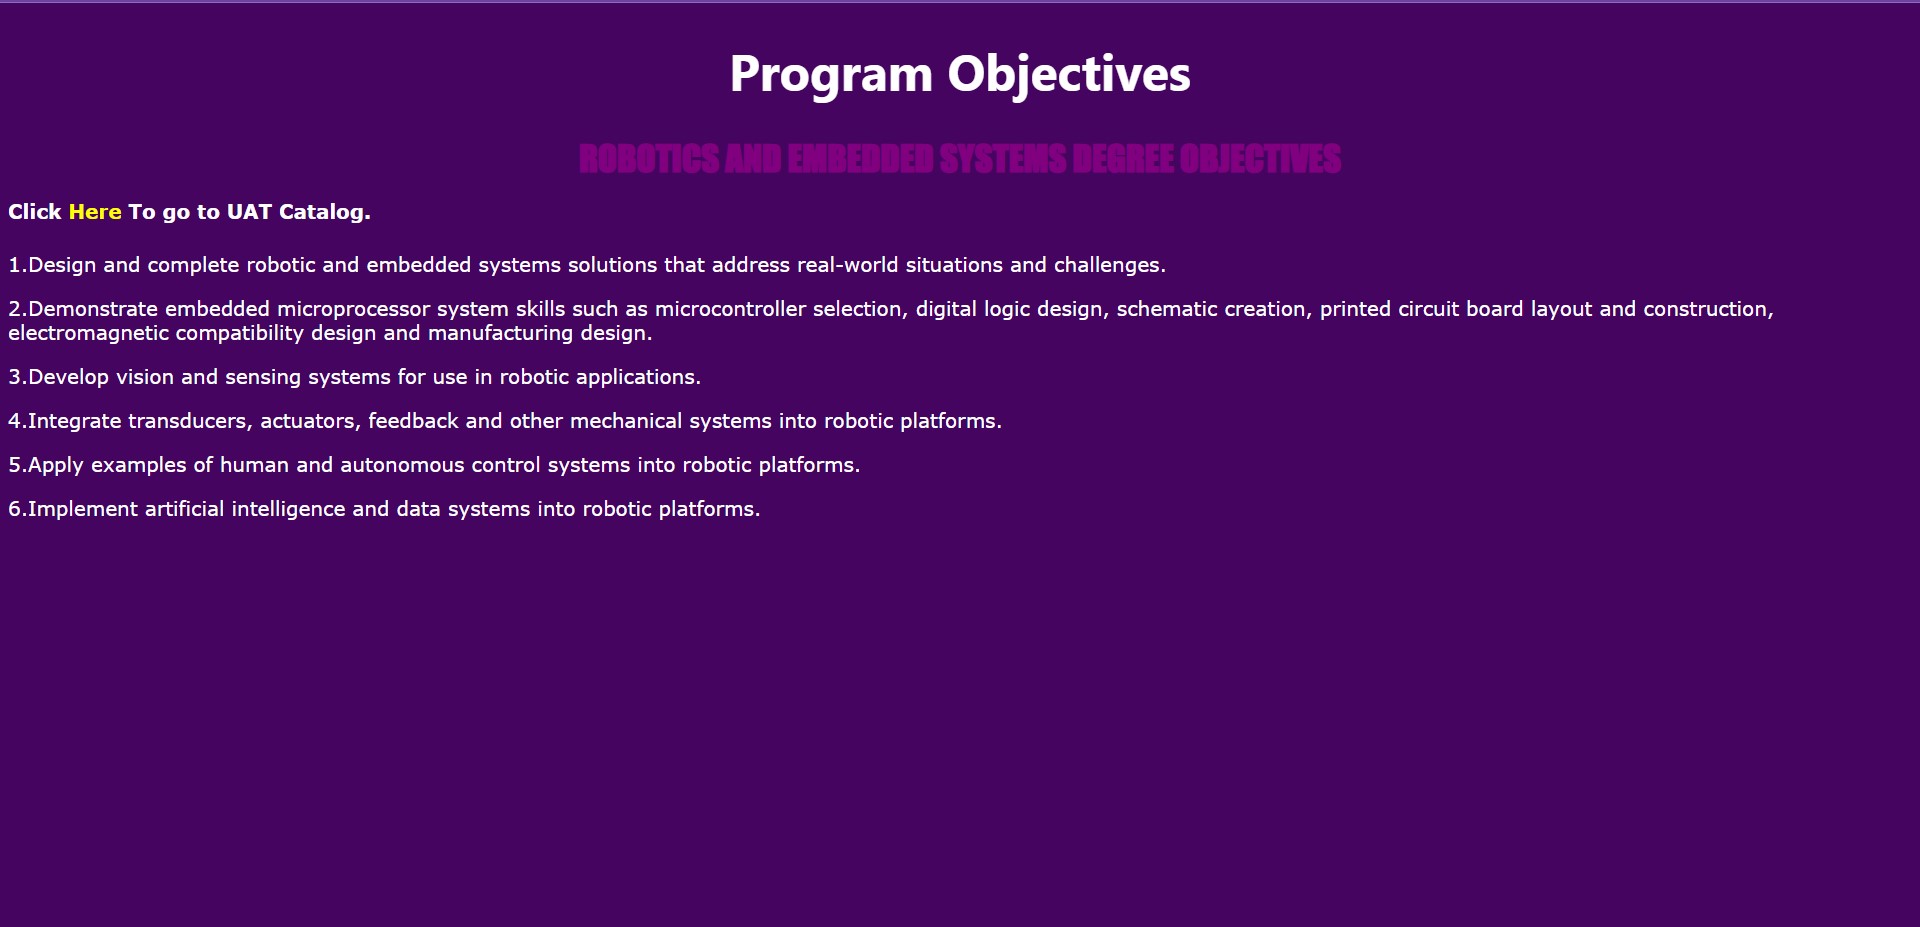 Program Objectives
ROBOTICS AND EMBEDDED SYSTEMS DEGREE OBJECTIVES
Click Here To go to UAT Catalog.
1.Design and complete robotic and embedded systems solutions that address real-world situations and challenges.
2.Demonstrate embedded microprocessor system skills such as microcontroller selection, digital logic design, schematic creation, printed circuit board layout and construction,
electromagnetic compatibility design and manufacturing design.
3.Develop vision and sensing systems for use in robotic applications.
4.Integrate transducers, actuators, feedback and other mechanical systems into robotic platforms.
5.Apply examples of human and autonomous control systems into robotic platforms.
6.Implement artificial intelligence and data systems into robotic platforms.